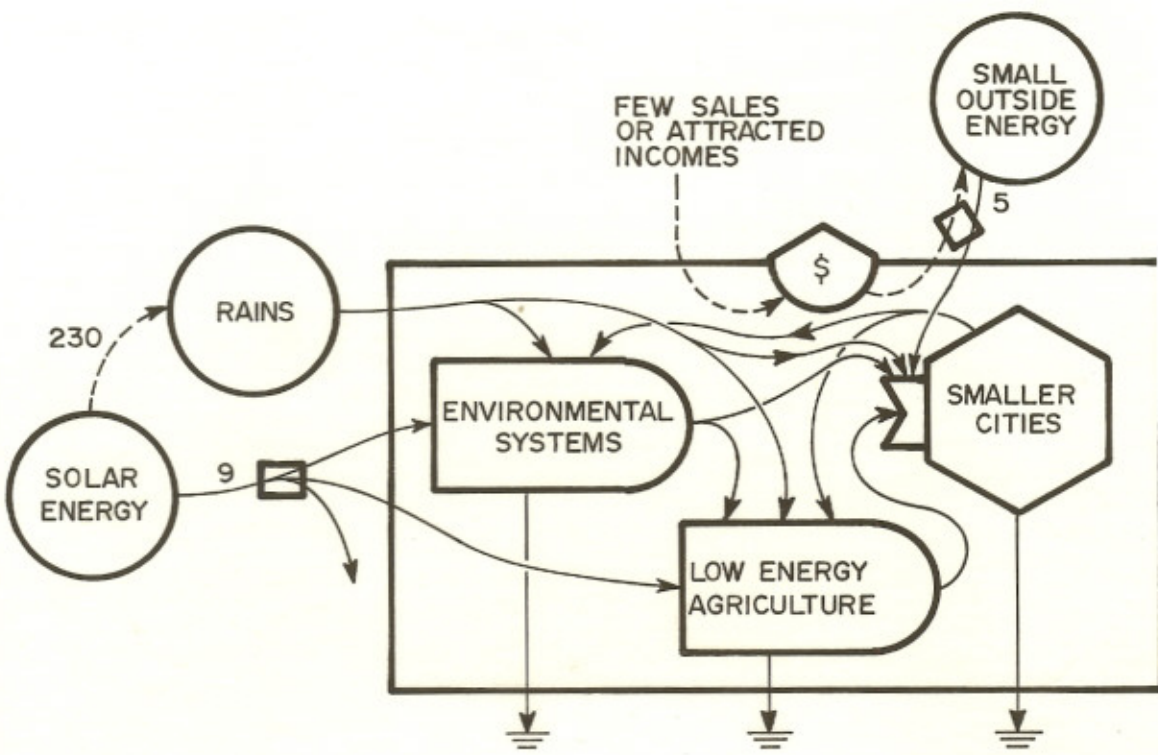 SMALL
OUTSIDE
ENERGY
FEW SALES
OR ATTRACTED
INCOMES
5
$
RAINS
230
SMALLER
CITIES
ENVIRONMENTAL
SYSTEMS
SOLAR
ENERGY
9
LOW ENERGY
AGRICULTURE